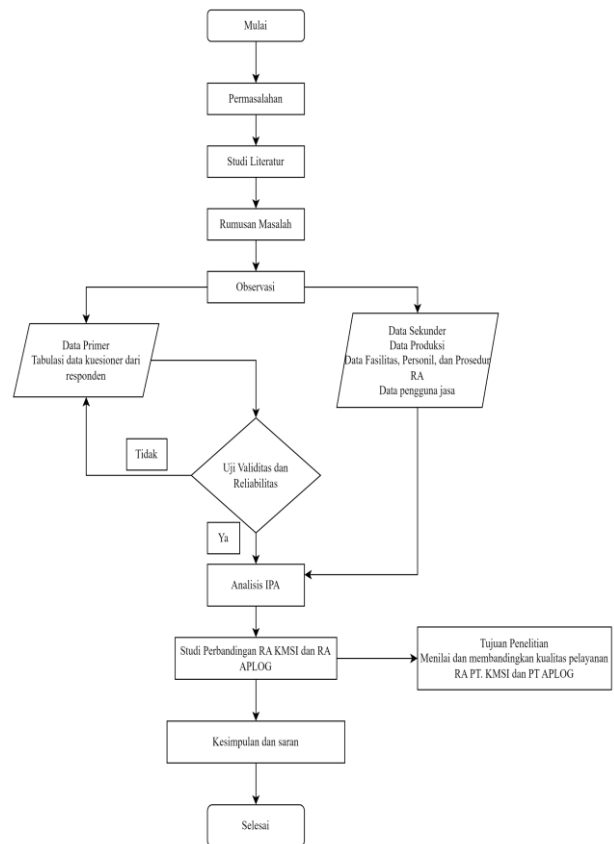 Mulai
Permasalahan
Studi Literatur
Rumusan Masalah
Observasi
Data Primer
Tabulasi data kuesioner dari
responden
Data Sekunder
Data Produksi
Data Fasilitas, Personil, dan Prosedur
RA
Data pengguna jasa
Tidak
Uji Validitas dan
Reliabilitas
Ya
Analisis IPA
Studi Perbandingan RA KMSI dan RA
APLOG
Tujuan Penelitian
Menilai dan membandingkan kualitas pelayanan
RA PT. KMSI dan PT APLOG
Kesimpulan dan saran
Selesai